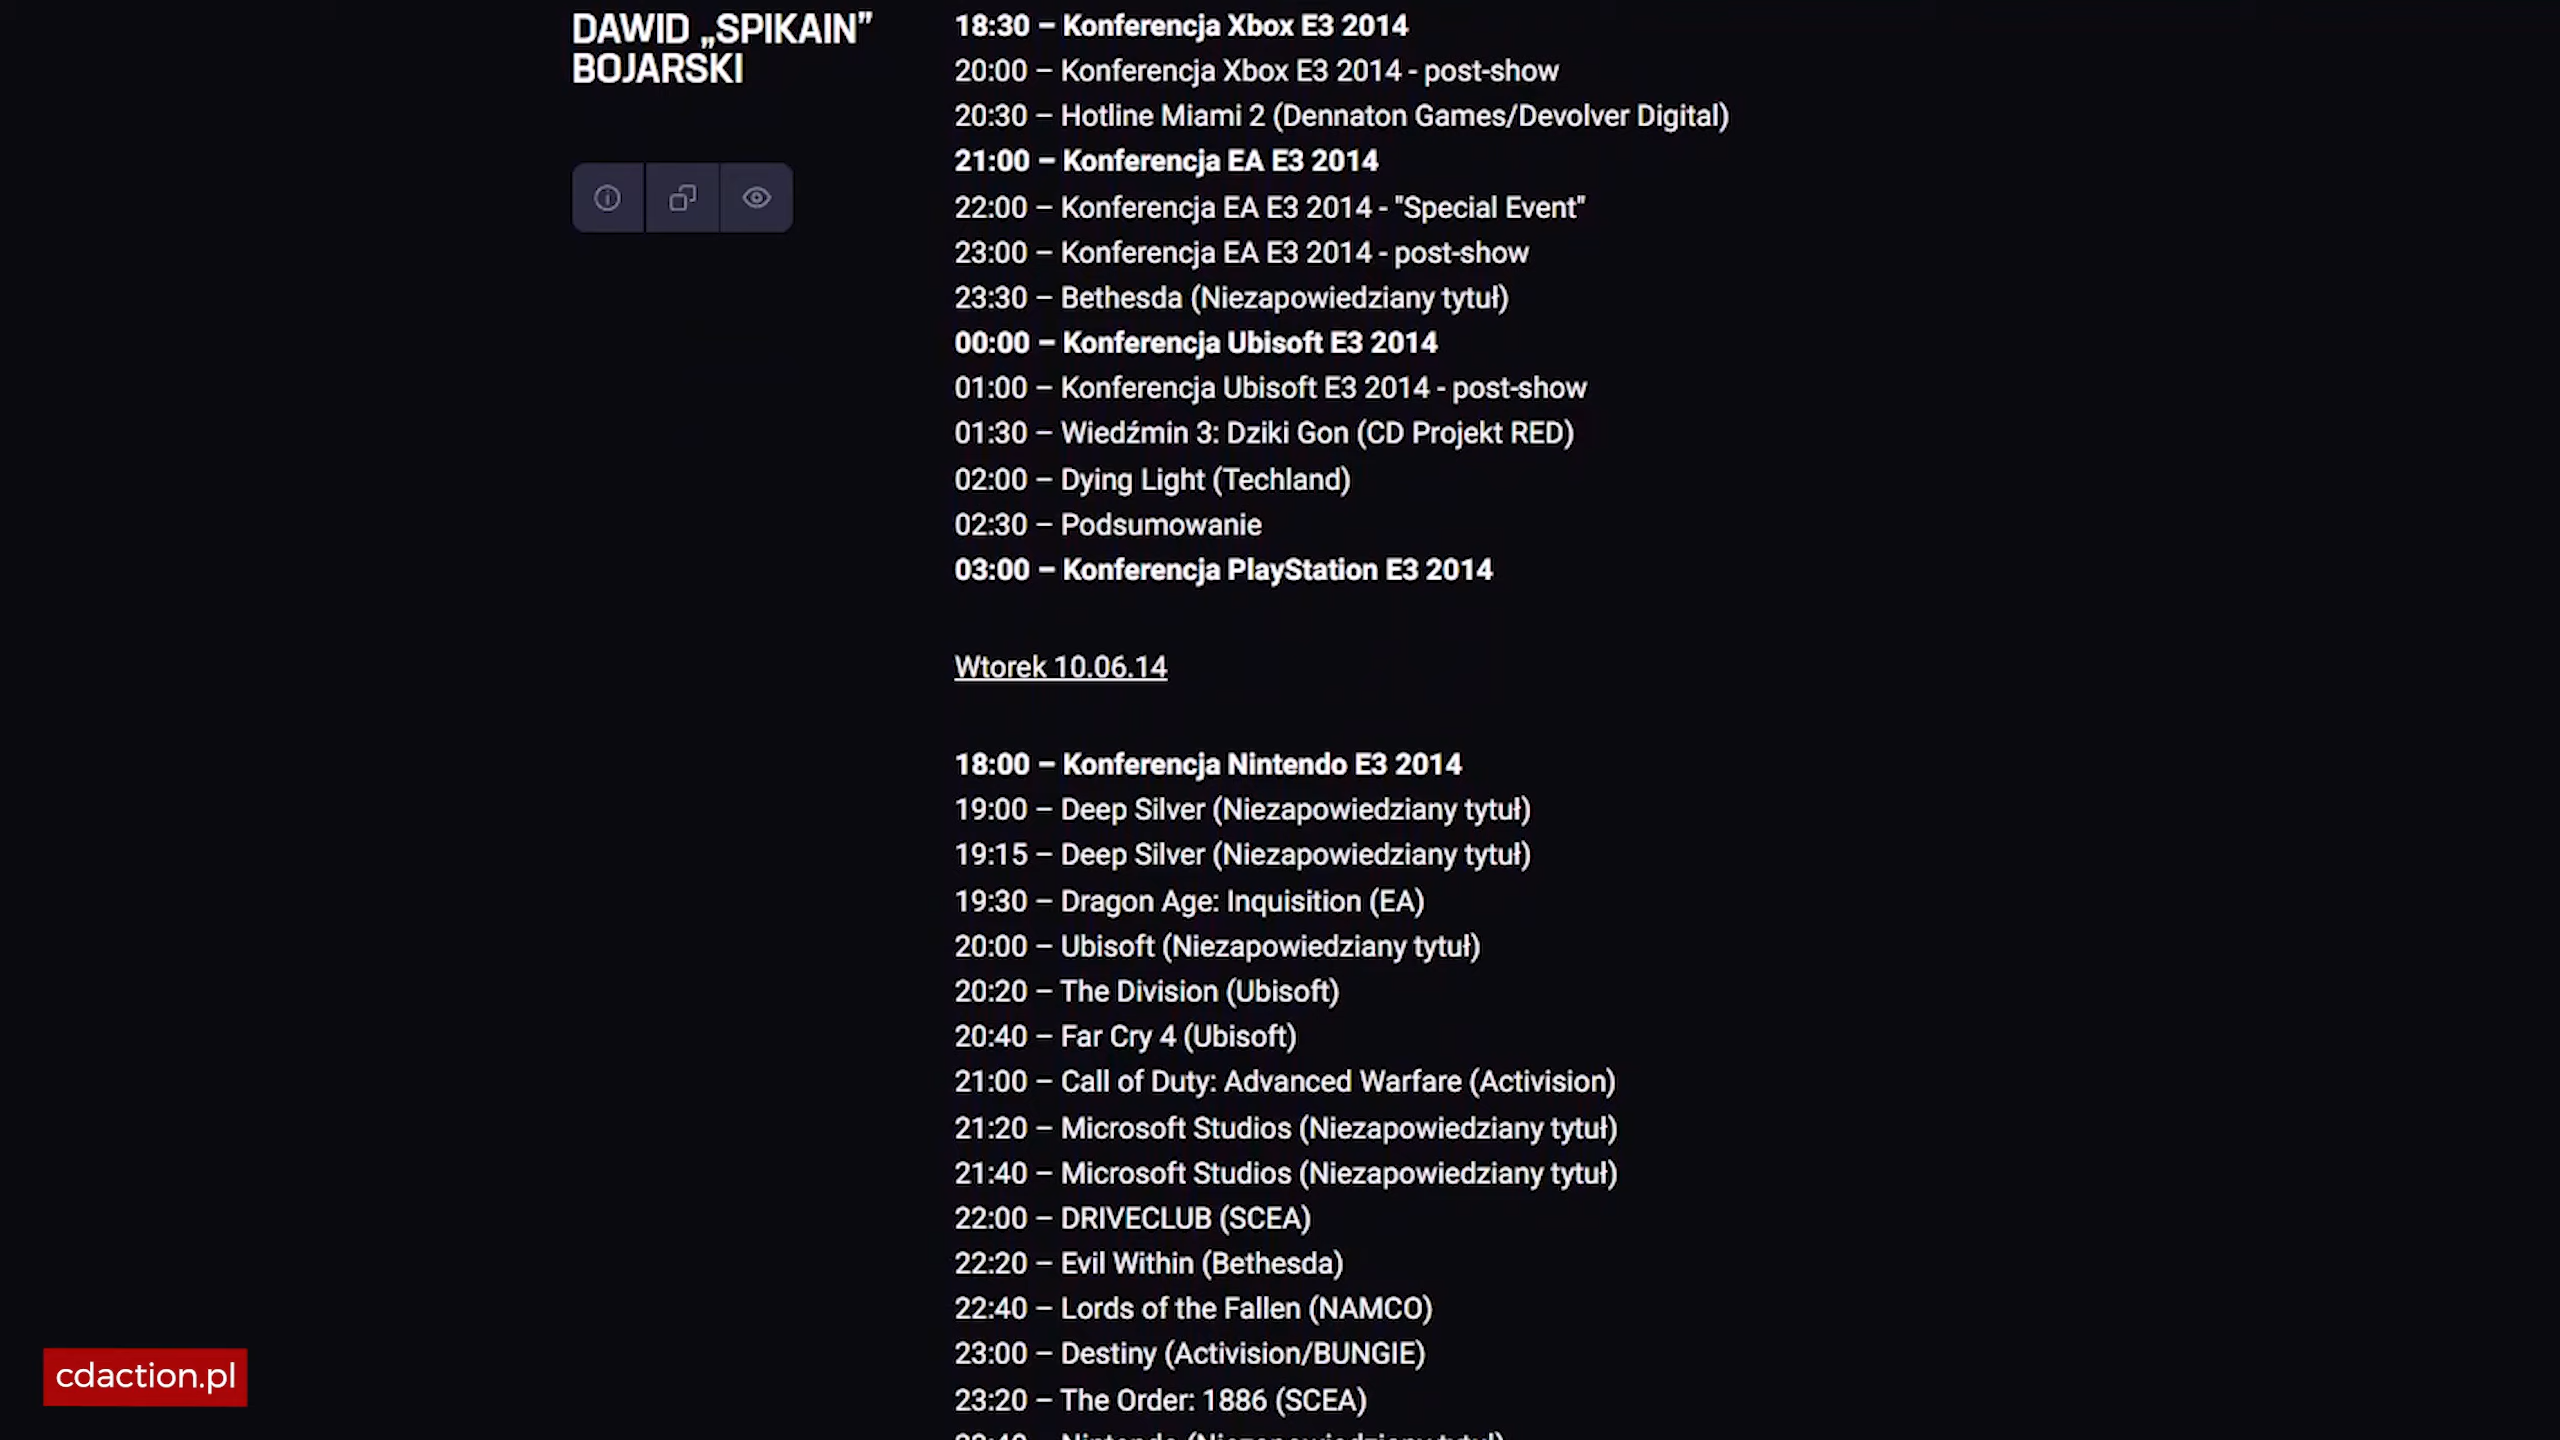 DAWID „SPIKAIN”
BOJARSKI
18:30 – Konferencja Xbox E3 2014
20:00 – Konferencja Xbox E3 2014 - post-show
20:30 – Hotline Miami 2 (Dennaton Games/Devolver Digital)
21:00 – Konferencja EA E3 2014
22:00 – Konferencja EA E3 2014 - "Special Event"
23:00 – Konferencja EA E3 2014 - post-show
23:30 – Bethesda (Niezapowiedziany tytuł)
00:00 – Konferencja Ubisoft E3 2014
01:00 – Konferencja Ubisoft E3 2014 - post-show
01:30 – Wiedźmin 3: Dziki Gon (CD Projekt RED)
02:00 – Dying Light (Techland)
02:30 – Podsumowanie
03:00 – Konferencja PlayStation E3 2014
Wtorek 10.06.14
18:00 – Konferencja Nintendo E3 2014
19:00 – Deep Silver (Niezapowiedziany tytuł)
19:15 – Deep Silver (Niezapowiedziany tytuł)
19:30 – Dragon Age: Inquisition (EA)
20:00 – Ubisoft (Niezapowiedziany tytuł)
20:20 – The Division (Ubisoft)
20:40 – Far Cry 4 (Ubisoft)
21:00 – Call of Duty: Advanced Warfare (Activision)
21:20 – Microsoft Studios (Niezapowiedziany tytuł)
21:40 – Microsoft Studios (Niezapowiedziany tytuł)
22:00 – DRIVECLUB (SCEA)
22:20 – Evil Within (Bethesda)
22:40 – Lords of the Fallen (NAMCO)
23:00 – Destiny (Activision/BUNGIE)
23:20 – The Order: 1886 (SCEA)
cdaction.pl